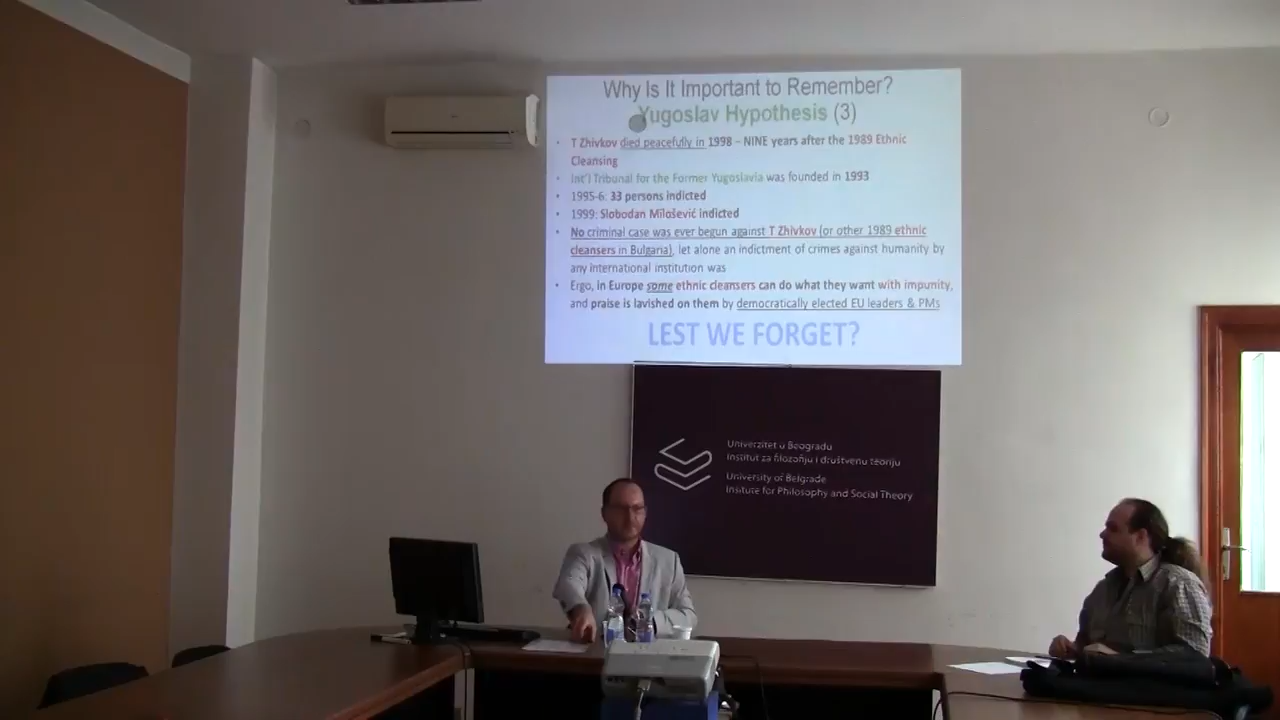 Why Is It Important to Remember?
Yugoslav Hypothesis (3)
• T Zhivkov died peacefully in 1998 – NINE years after the 1989 Ethnic
Cleansing
• Int'l Tribunal for the Former Yugoslavia was founded in 1993
• 1995-6: 33 persons indicted
• 1999: Slobodan Milošević indicted
• No criminal case was ever begun against T Zhivkov (or other 1989 ethnic
cleansers in Bulgaria), let alone an indictment of crimes against humanity by
any international institution was
• Ergo, in Europe some ethnic cleansers can do what they want with impunity,
and praise is lavished on them by democratically elected EU leaders & PMs
LEST WE FORGET?
Univerzitet u Beogradu
Institut za filozofiju i društvenu teoriju
University of Belgrade
Insitute for Philosophy and Social Theory